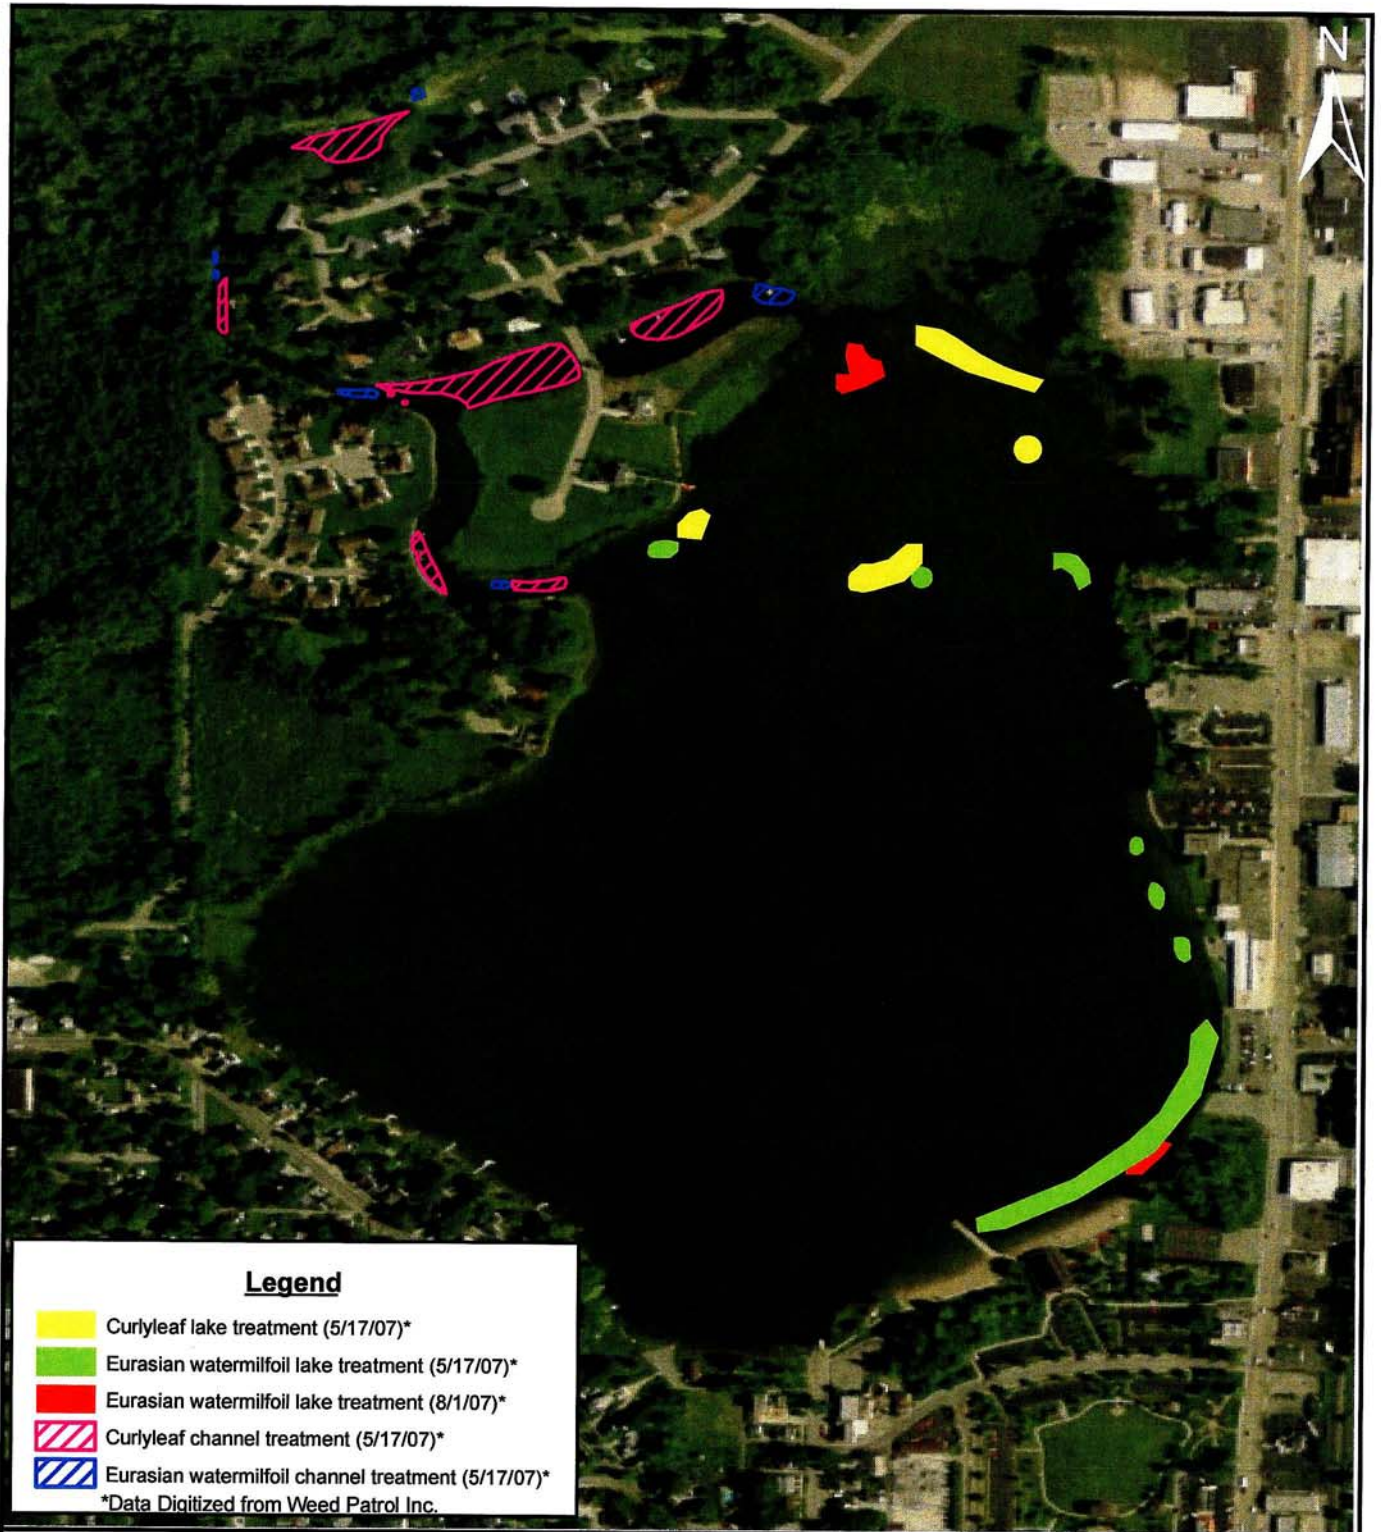 N
Legend
Curlyleaf lake treatment (5/17/07)*
Eurasian watermilfoil lake treatment (5/17/07)*
Eurasian watermilfoil lake treatment (8/1/07)*
Curlyleaf channel treatment (5/17/07)*
Eurasian watermilfoil channel treatment (5/17/07)*
*Data Digitized from Weed Patrol Inc.